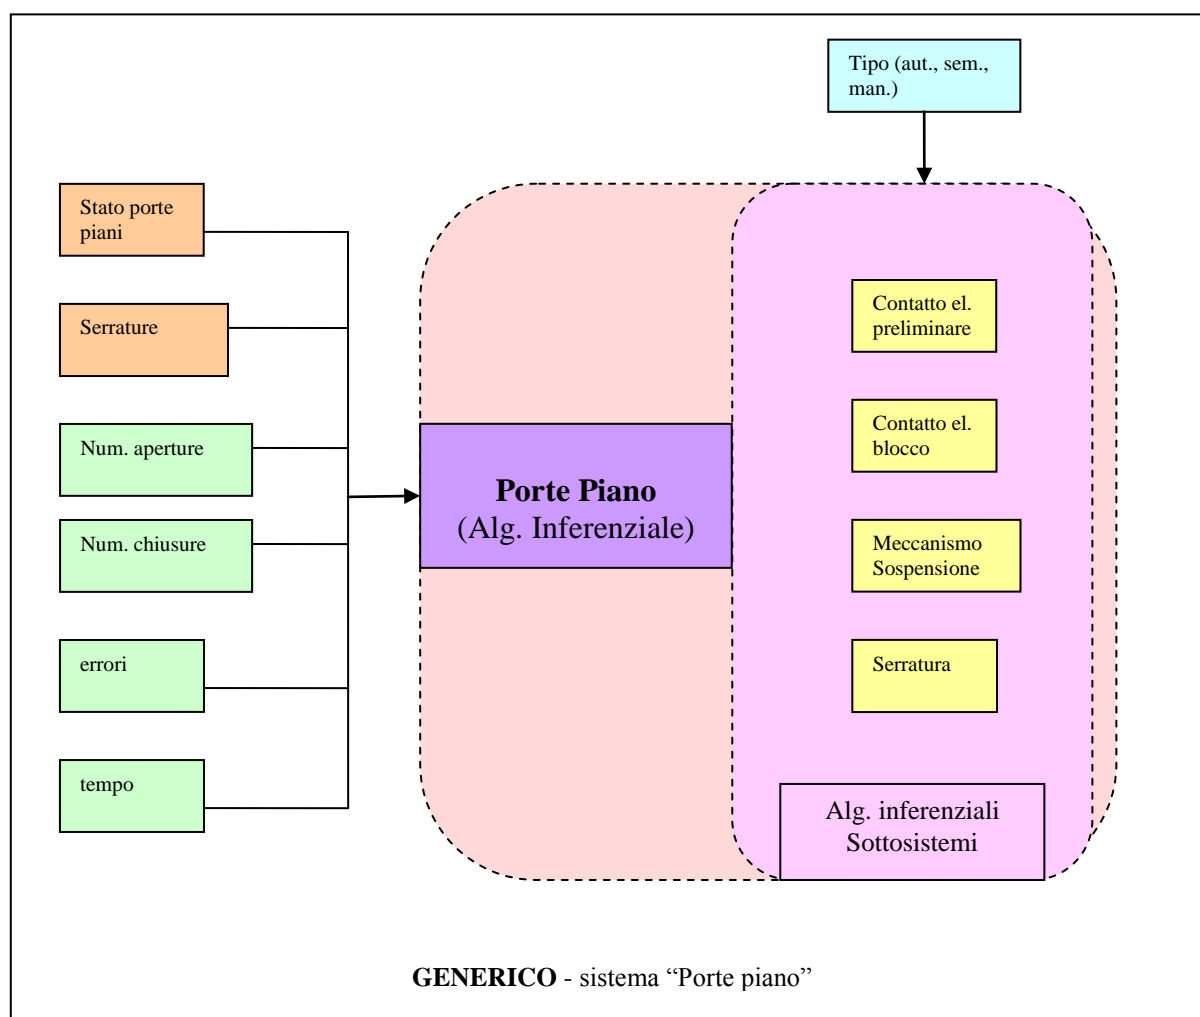 Tipo (aut., sem.,
man.)
Stato porte
piani
Serrature
Num. aperture
Num. chiusure
errori
tempo
Porte Piano
(Alg. Inferenziale)
Contatto el.
preliminare
Contatto el.
blocco
Meccanismo
Sospensione
Serratura
Alg. inferenziali
Sottosistemi
GENERICO - sistema “Porte piano”